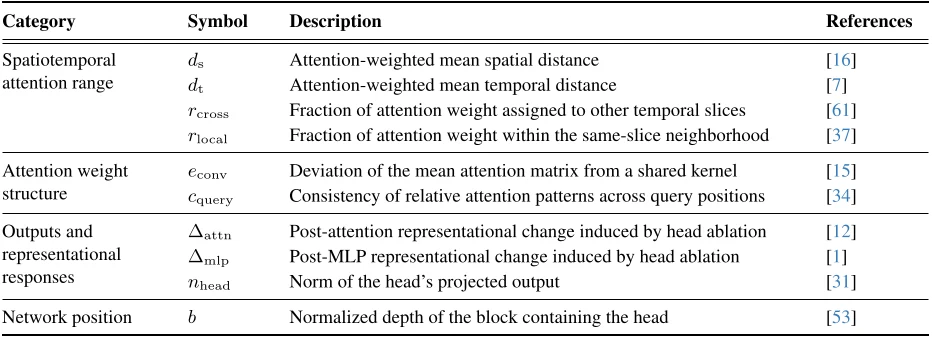 Category Symbol Description References
Spatiotemporal d_s Attention-weighted mean spatial distance [16]
attention range d_t Attention-weighted mean temporal distance [7]
r_cross Fraction of attention weight assigned to other temporal slices [61]
r_local Fraction of attention weight within the same-slice neighborhood [37]
Attention weight e_conv Deviation of the mean attention matrix from a shared kernel [15]
structure c_query Consistency of relative attention patterns across query positions [34]
Outputs and Δ_attn Post-attention representational change induced by head ablation [12]
representational Δ_mlp Post-MLP representational change induced by head ablation [1]
responses n_head Norm of the head's projected output [31]
Network position b Normalized depth of the block containing the head [53]